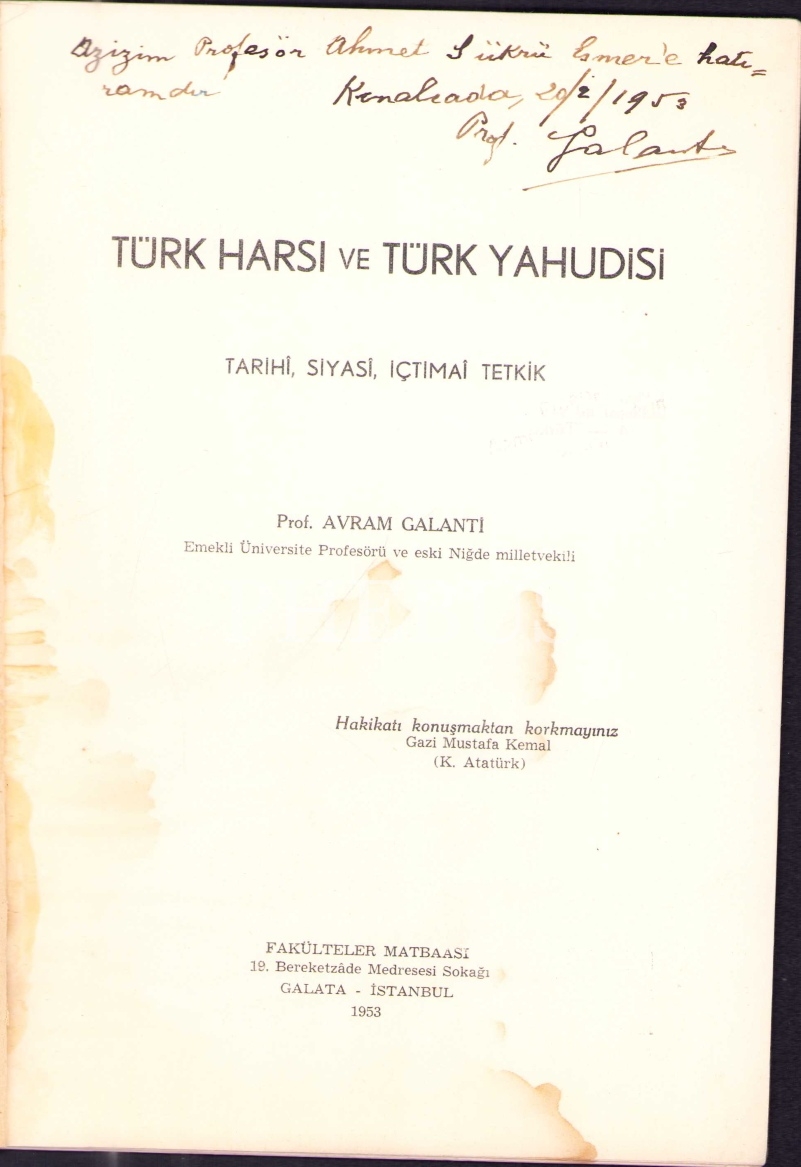 Azizim Profesör Ahmet Şükrü Esmer'e hatı=
ramdır
Kınalıada, 20/2/1953
Prof. Galanti
TÜRK HARSI VE TÜRK YAHUDİSİ
TARİHÎ, SİYASÎ, İÇTİMAÎ TETKİK
Prof. AVRAM GALANTİ
Emekli Üniversite Profesörü ve eski Niğde milletvekili
Hakikatı konuşmaktan korkmayınız
Gazi Mustafa Kemal
(K. Atatürk)
FAKÜLTELER MATBAASI
19. Bereketzâde Medresesi Sokağı
GALATA - İSTANBUL
1953